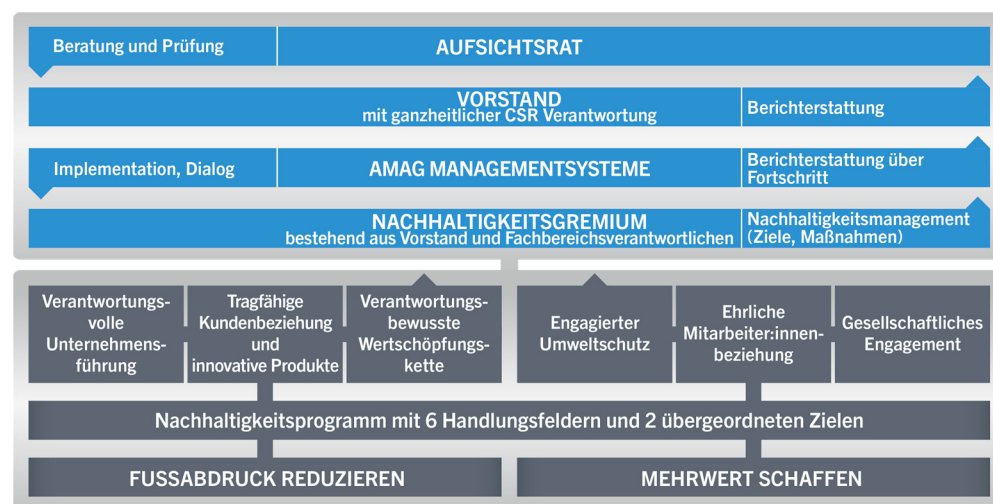 Beratung und Prüfung
AUFSICHTSRAT
VORSTAND
mit ganzheitlicher CSR Verantwortung
Berichterstattung
Implementation, Dialog
AMAG MANAGEMENTSYSTEME
Berichterstattung über
Fortschritt
NACHHALTIGKEITSGREMIUM
bestehend aus Vorstand und Fachbereichsverantwortlichen
Nachhaltigkeitsmanagement
(Ziele, Maßnahmen)
Verantwortungs-
volle
Unternehmens-
führung
Tragfähige
Kundenbeziehung
und
innovative Produkte
Verantwortungs-
bewusste
Wertschöpfungs-
kette
Engagierter
Umweltschutz
Ehrliche
Mitarbeiter:innen-
beziehung
Gesellschaftliches
Engagement
Nachhaltigkeitsprogramm mit 6 Handlungsfeldern und 2 übergeordneten Zielen
FUSSABDRUCK REDUZIEREN
MEHRWERT SCHAFFEN